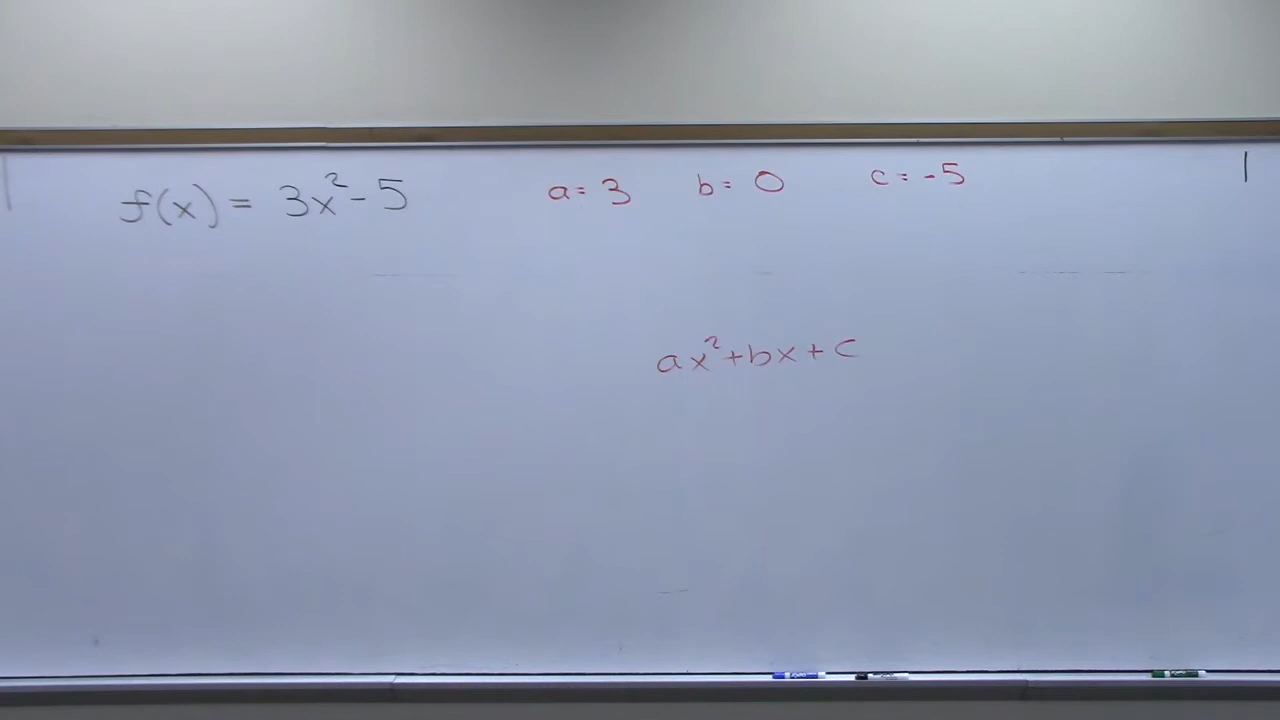 f(x) = 3x² - 5 a = 3 b = 0 c = -5
ax² + bx + c